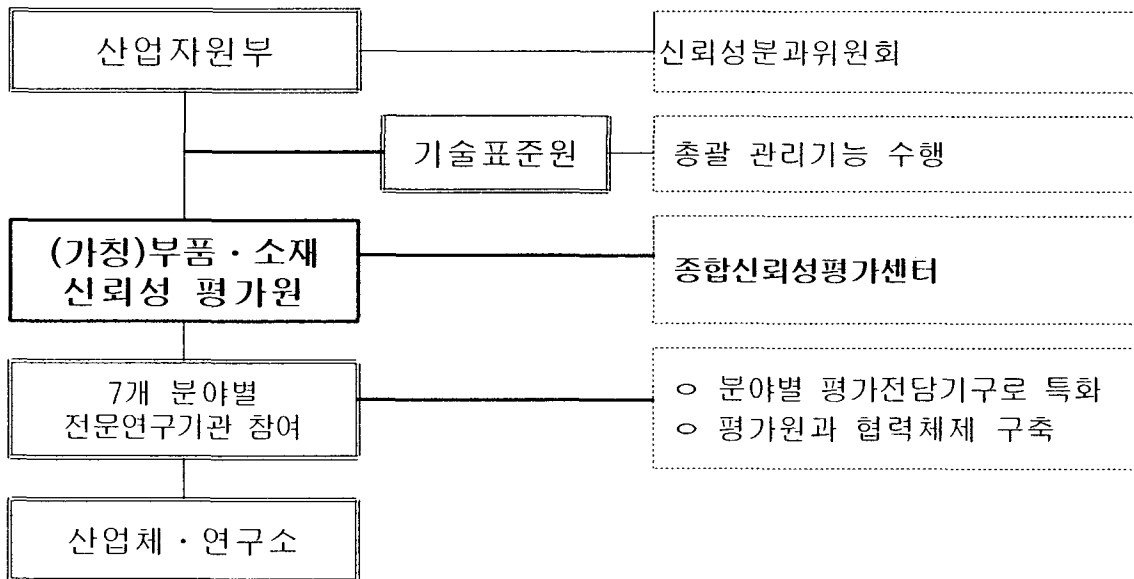 산업자원부
신뢰성분과위원회
기술표준원
총괄 관리기능 수행
(가칭)부품·소재
신뢰성 평가원
종합신뢰성평가센터
7개 분야별
전문연구기관 참여
ㅇ 분야별 평가전담기구로 특화
ㅇ 평가원과 협력체제 구축
산업체·연구소